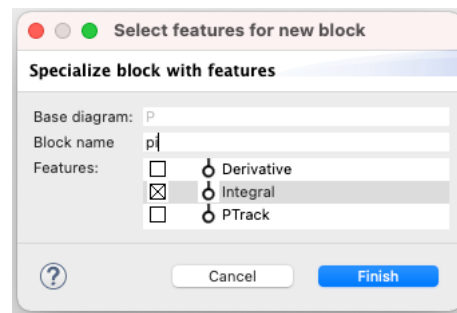 Select features for new block
Specialize block with features
Base diagram: P
Block name pi
Features: Derivative
Integral
PTrack
? Cancel Finish